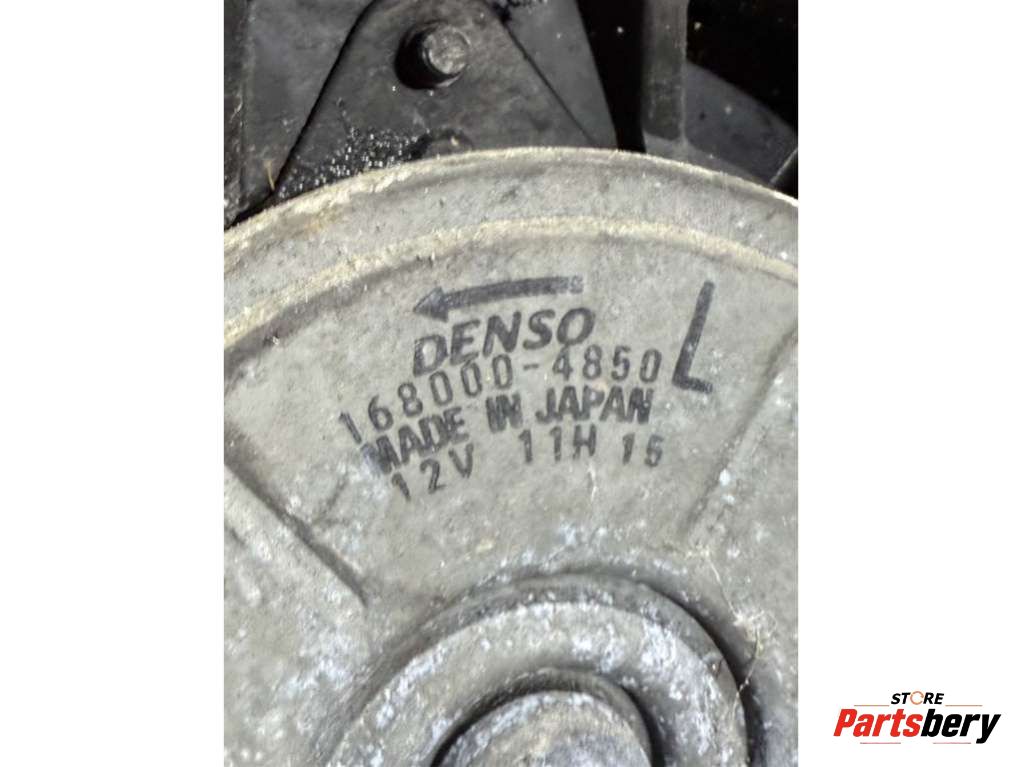 DENSO
168000-4850 L
MADE IN JAPAN
12V 11H 15
STORE
Partsbery